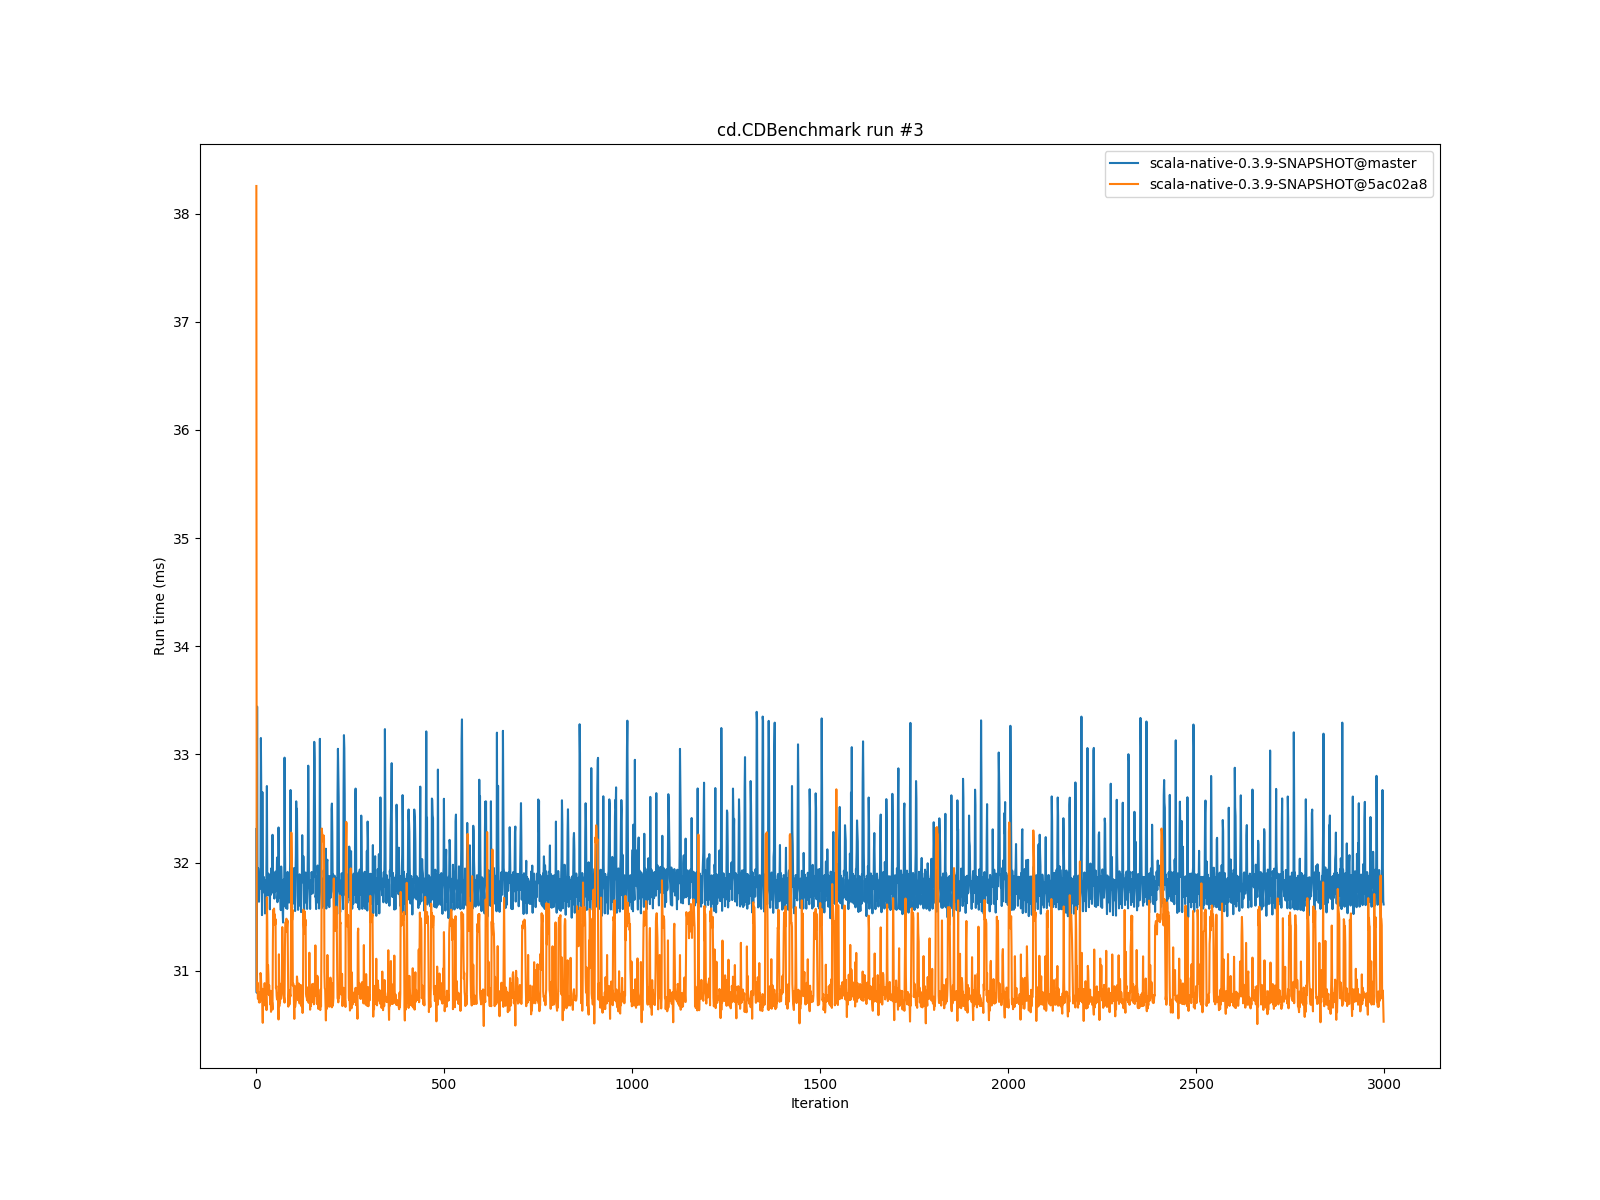 cd.CDBenchmark run #3
scala-native-0.3.9-SNAPSHOT@master
scala-native-0.3.9-SNAPSHOT@5ac02a8
38
37
36
35
34
33
32
31
Run time (ms)
0 500 1000 1500 2000 2500 3000
Iteration